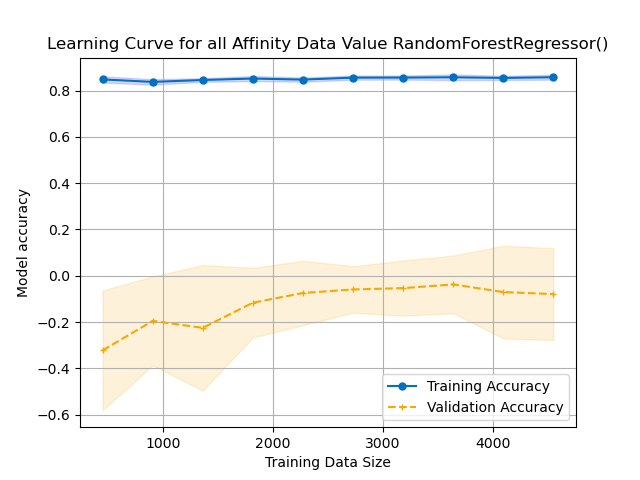 Learning Curve for all Affinity Data Value RandomForestRegressor()
Model accuracy
0.8
0.6
0.4
0.2
0.0
−0.2
−0.4
−0.6
Training Accuracy
Validation Accuracy
1000 2000 3000 4000
Training Data Size